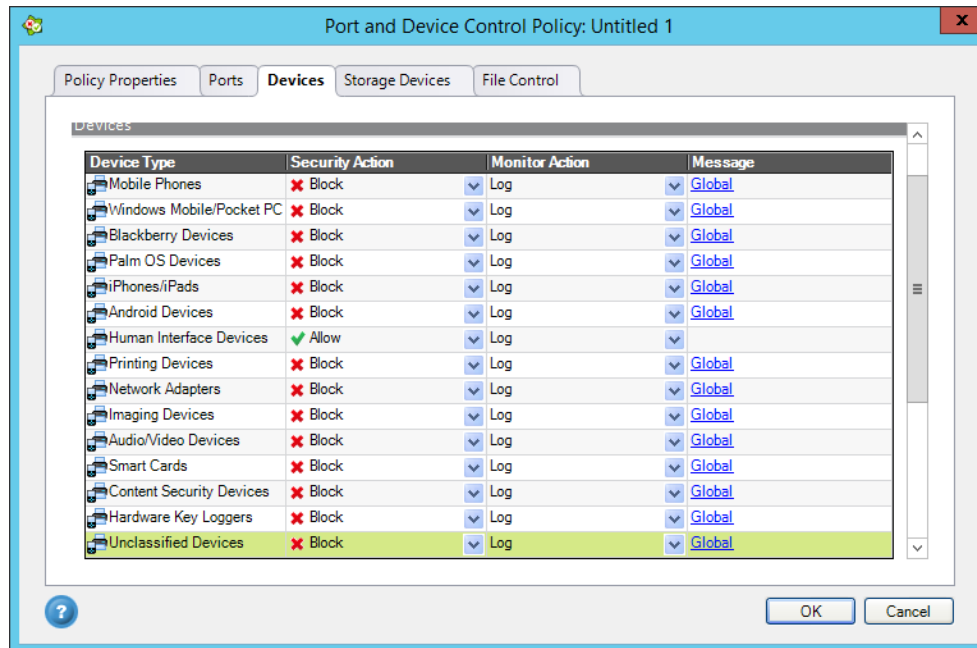 Port and Device Control Policy: Untitled 1
x
Policy Properties Ports Devices Storage Devices File Control
Devices
Device Type Security Action Monitor Action Message
Mobile Phones Block Log Global
Windows Mobile/Pocket PC Block Log Global
Blackberry Devices Block Log Global
Palm OS Devices Block Log Global
iPhones/iPads Block Log Global
Android Devices Block Log Global
Human Interface Devices Allow Log
Printing Devices Block Log Global
Network Adapters Block Log Global
Imaging Devices Block Log Global
Audio/Video Devices Block Log Global
Smart Cards Block Log Global
Content Security Devices Block Log Global
Hardware Key Loggers Block Log Global
Unclassified Devices Block Log Global
? OK Cancel